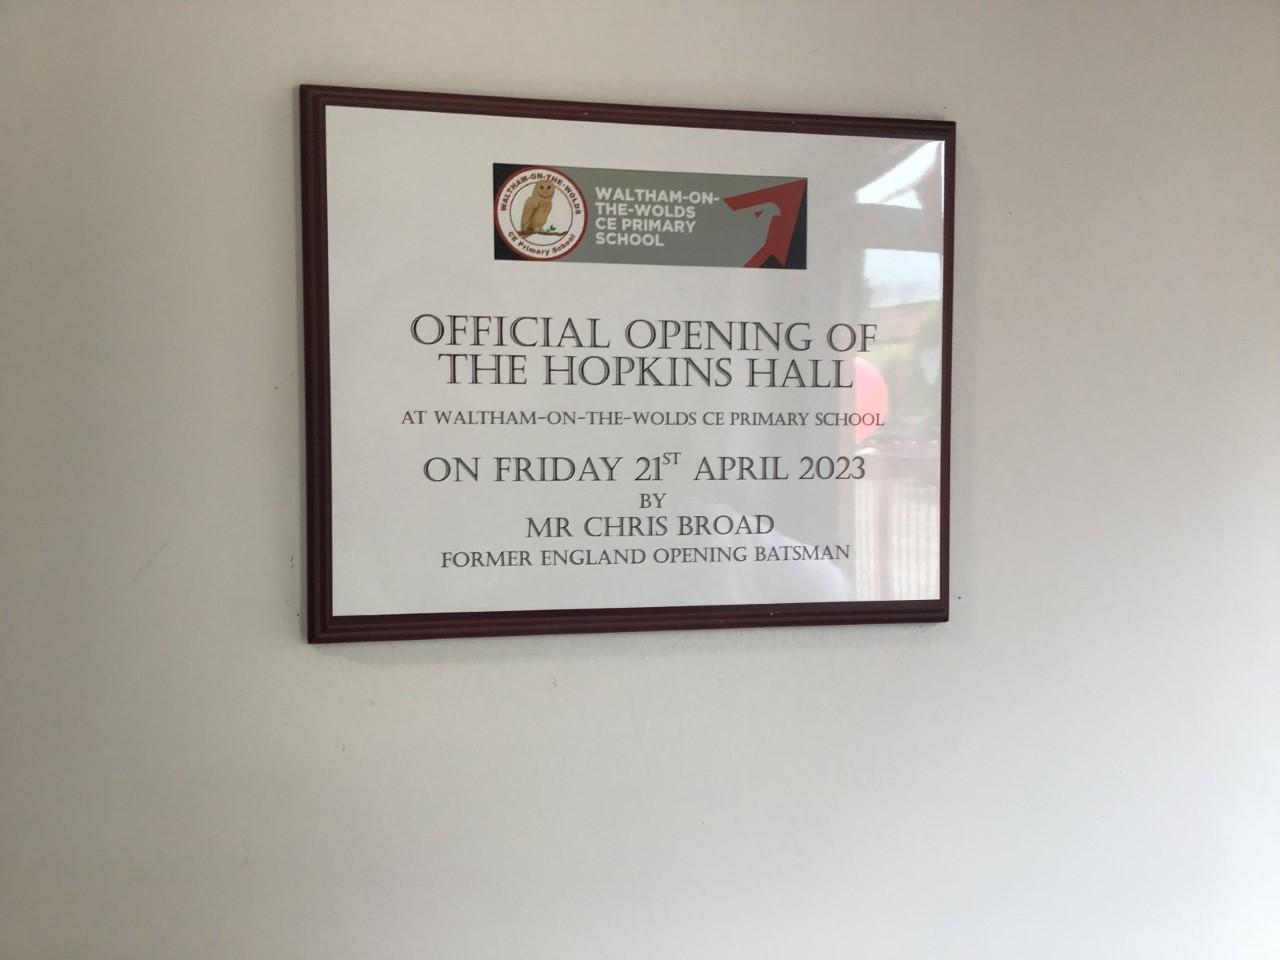 WALTHAM-ON-THE-WOLDS
CE Primary School
WALTHAM-ON-
THE-WOLDS
CE PRIMARY
SCHOOL
OFFICIAL OPENING OF
THE HOPKINS HALL
AT WALTHAM-ON-THE-WOLDS CE PRIMARY SCHOOL
ON FRIDAY 21ST APRIL 2023
BY
MR CHRIS BROAD
FORMER ENGLAND OPENING BATSMAN